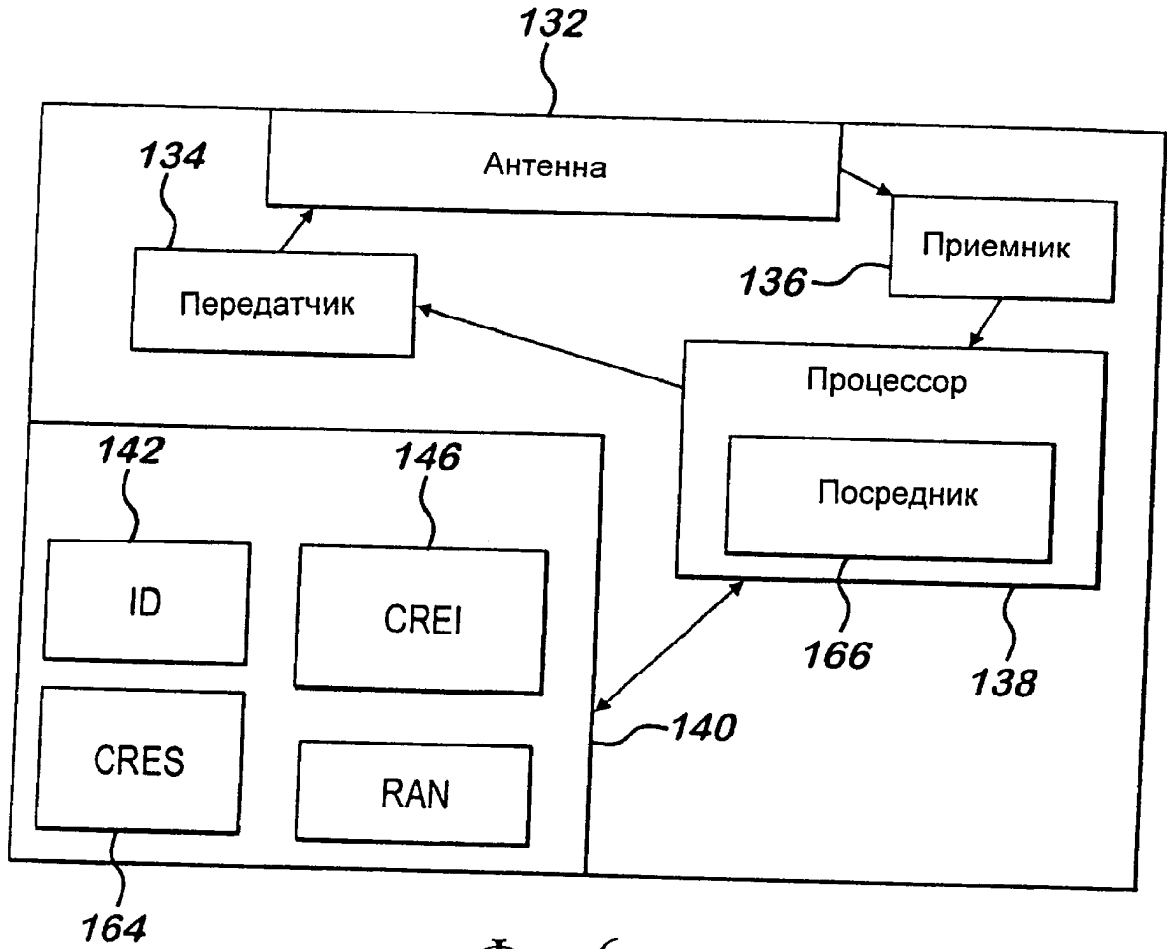 132
134
Антенна
Приемник
136
Передатчик
Процессор
142
146
Посредник
ID
CREI
166
138
140
CRES
RAN
164